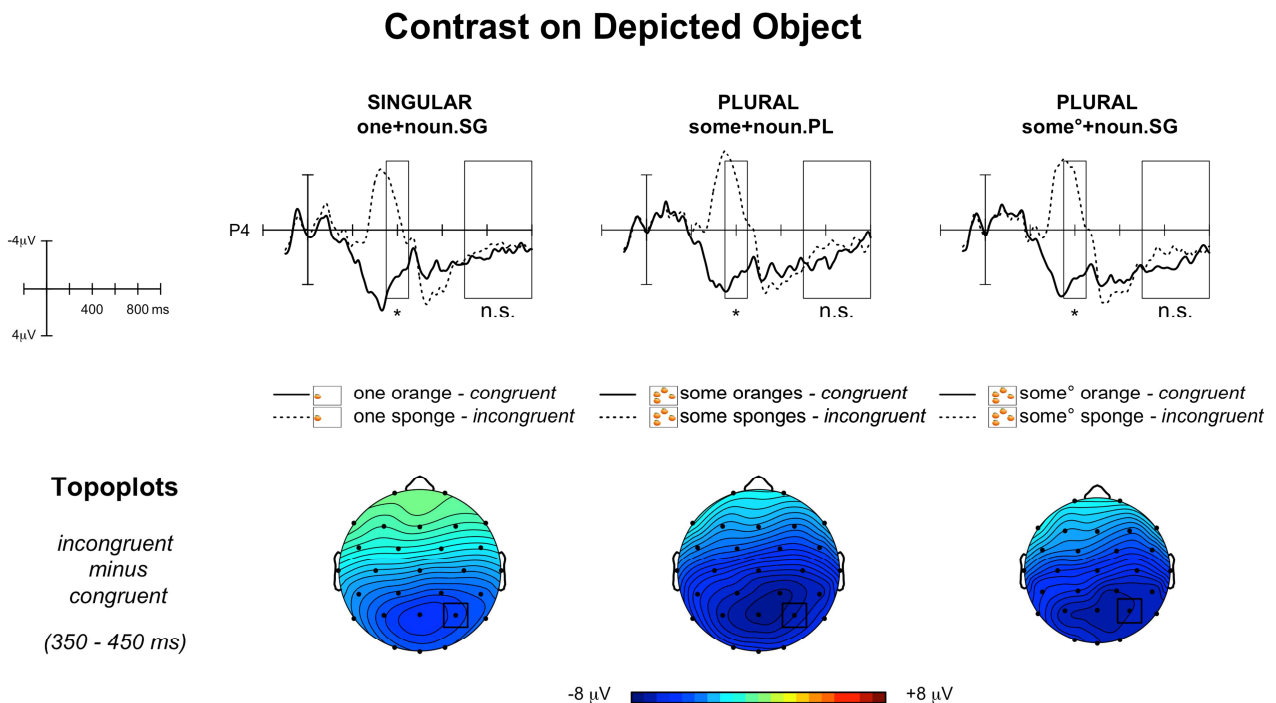 Contrast on Depicted Object
SINGULAR
one+noun.SG
PLURAL
some+noun.PL
PLURAL
some°+noun.SG
P4
-4µV
400
800 ms
4µV
*
n.s.
*
n.s.
*
n.s.
one orange - congruent
one sponge - incongruent
some oranges - congruent
some sponges - incongruent
some° orange - congruent
some° sponge - incongruent
Topoplots
incongruent
minus
congruent
(350 - 450 ms)
-8 µV
+8 µV